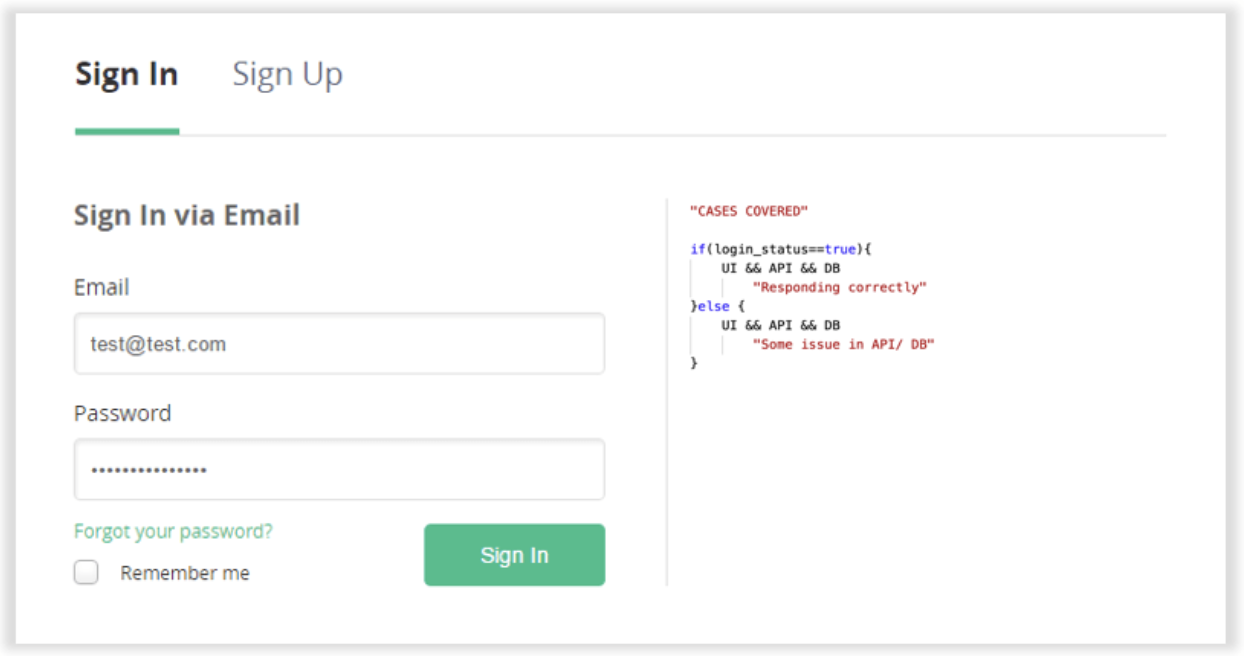 Sign In Sign Up
Sign In via Email
Email
test@test.com
Password
•••••••••••••••
Forgot your password?
Remember me
Sign In
"CASES COVERED"
if(login_status==true){
UI && API && DB
"Responding correctly"
}else {
UI && API && DB
"Some issue in API/ DB"
}